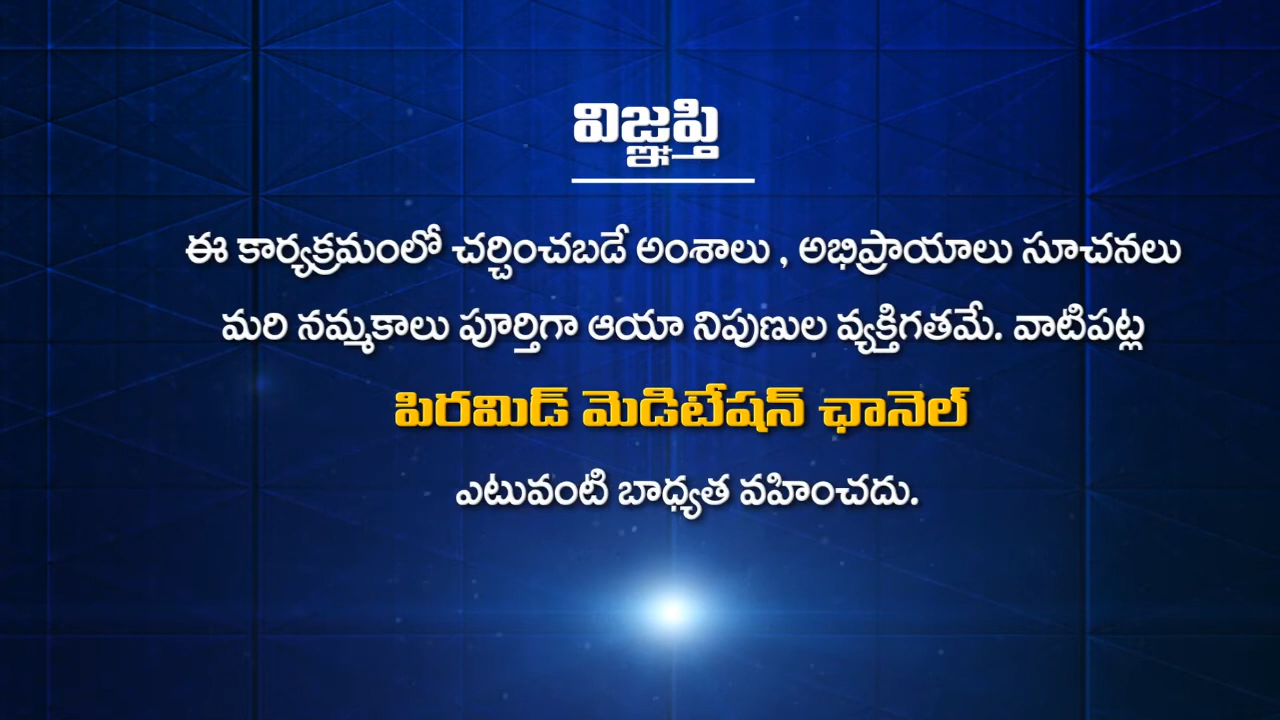 విజ్ఞప్తి
ఈ కార్యక్రమంలో చర్చించబడే అంశాలు , అభిప్రాయాలు సూచనలు
మరి నమ్మకాలు పూర్తిగా ఆయా నిపుణుల వ్యక్తిగతమే. వాటిపట్ల
పిరమిడ్ మెడిటేషన్ ఛానెల్
ఎటువంటి బాధ్యత వహించదు.